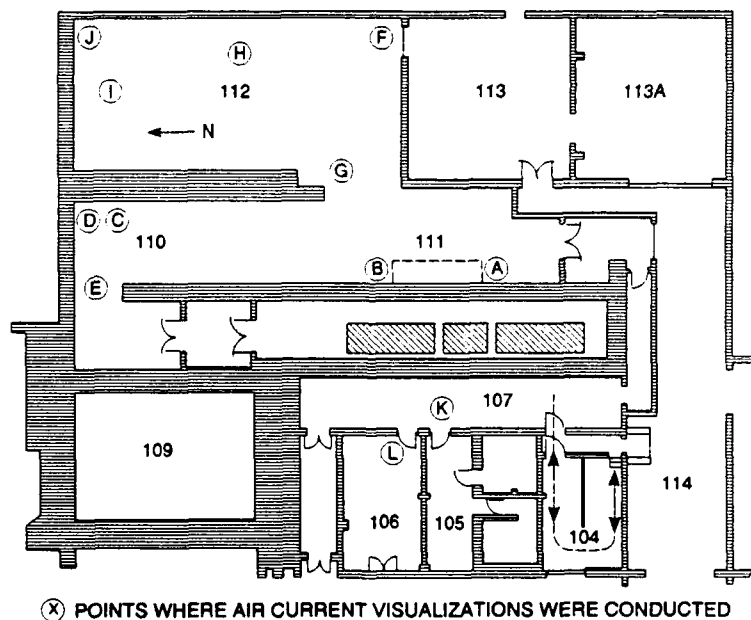 J
F
H
I
112
113
113A
N
G
D
C
110
111
B
A
E
K
107
109
L
114
106
105
104
X POINTS WHERE AIR CURRENT VISUALIZATIONS WERE CONDUCTED